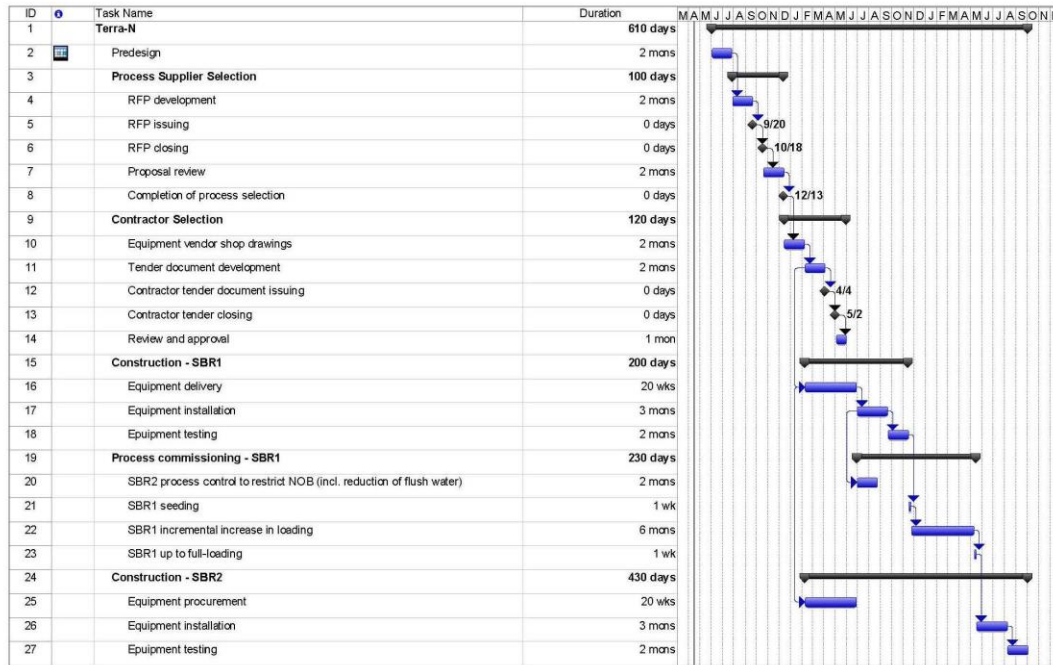 ID Task Name Duration M A M J J A S O N D J F M A M J J A S O N D J F M A M J J A S O N
1 Terra-N 610 days
2 Predesign 2 mons
3 Process Supplier Selection 100 days
4 RFP development 2 mons
5 RFP issuing 0 days 9/20
6 RFP closing 0 days 10/18
7 Proposal review 2 mons
8 Completion of process selection 0 days 12/13
9 Contractor Selection 120 days
10 Equipment vendor shop drawings 2 mons
11 Tender document development 2 mons
12 Contractor tender document issuing 0 days 4/4
13 Contractor tender closing 0 days 5/2
14 Review and approval 1 mon
15 Construction - SBR1 200 days
16 Equipment delivery 20 wks
17 Equipment installation 3 mons
18 Epuipment testing 2 mons
19 Process commissioning - SBR1 230 days
20 SBR2 process control to restrict NOB (incl. reduction of flush water) 2 mons
21 SBR1 seeding 1 wk
22 SBR1 incremental increase in loading 6 mons
23 SBR1 up to full-loading 1 wk
24 Construction - SBR2 430 days
25 Equipment procurement 20 wks
26 Equipment installation 3 mons
27 Epuipment testing 2 mons